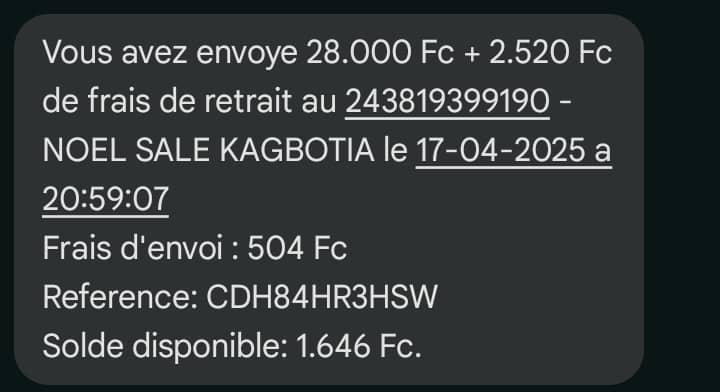 Vous avez envoye 28.000 Fc + 2.520 Fc
de frais de retrait au 243819399190 -
NOEL SALE KAGBOTIA le 17-04-2025 a
20:59:07
Frais d'envoi : 504 Fc
Reference: CDH84HR3HSW
Solde disponible: 1.646 Fc.